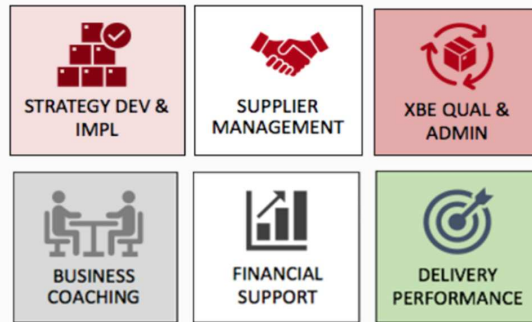 STRATEGY DEV &
IMPL
SUPPLIER
MANAGEMENT
XBE QUAL &
ADMIN
BUSINESS
COACHING
FINANCIAL
SUPPORT
DELIVERY
PERFORMANCE